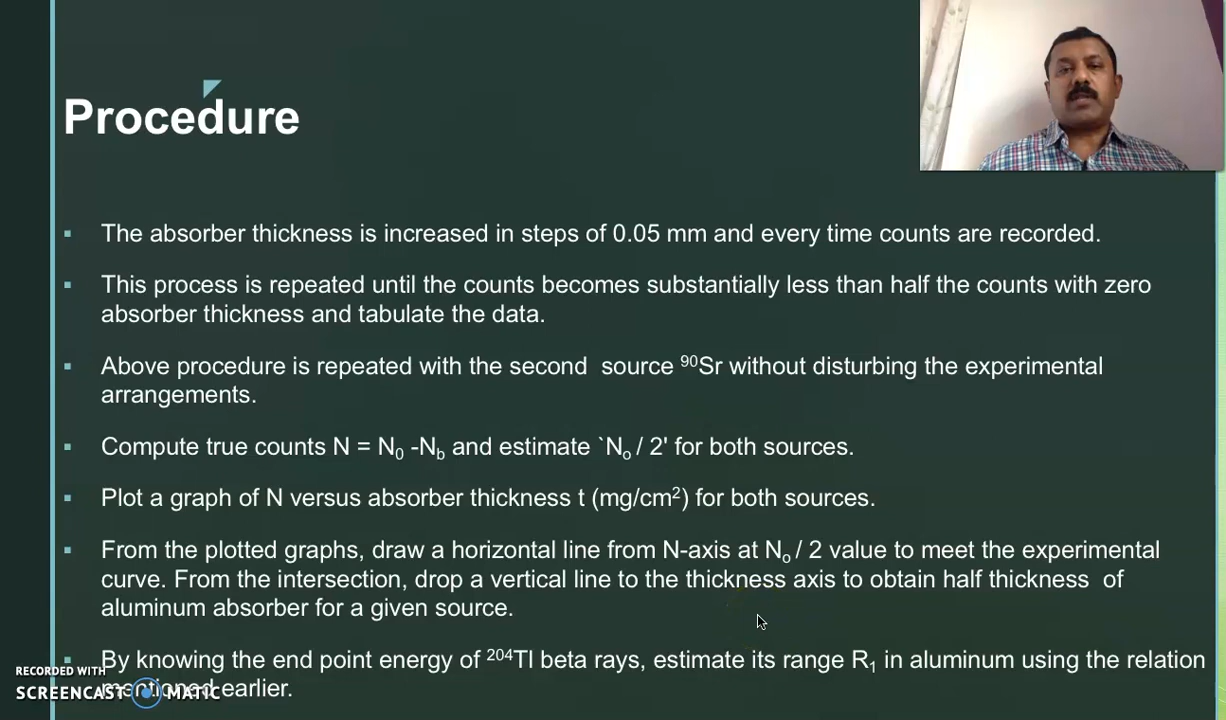 Procedure
▪ The absorber thickness is increased in steps of 0.05 mm and every time counts are recorded.
▪ This process is repeated until the counts becomes substantially less than half the counts with zero
absorber thickness and tabulate the data.
▪ Above procedure is repeated with the second source ⁹⁰Sr without disturbing the experimental
arrangements.
▪ Compute true counts N = N₀ -N_b and estimate `Nₒ / 2' for both sources.
▪ Plot a graph of N versus absorber thickness t (mg/cm²) for both sources.
▪ From the plotted graphs, draw a horizontal line from N-axis at Nₒ / 2 value to meet the experimental
curve. From the intersection, drop a vertical line to the thickness axis to obtain half thickness of
aluminum absorber for a given source.
▪ By knowing the end point energy of ²⁰⁴Tl beta rays, estimate its range R₁ in aluminum using the relation
mentioned earlier.
RECORDED WITH
SCREENCAST MATIC